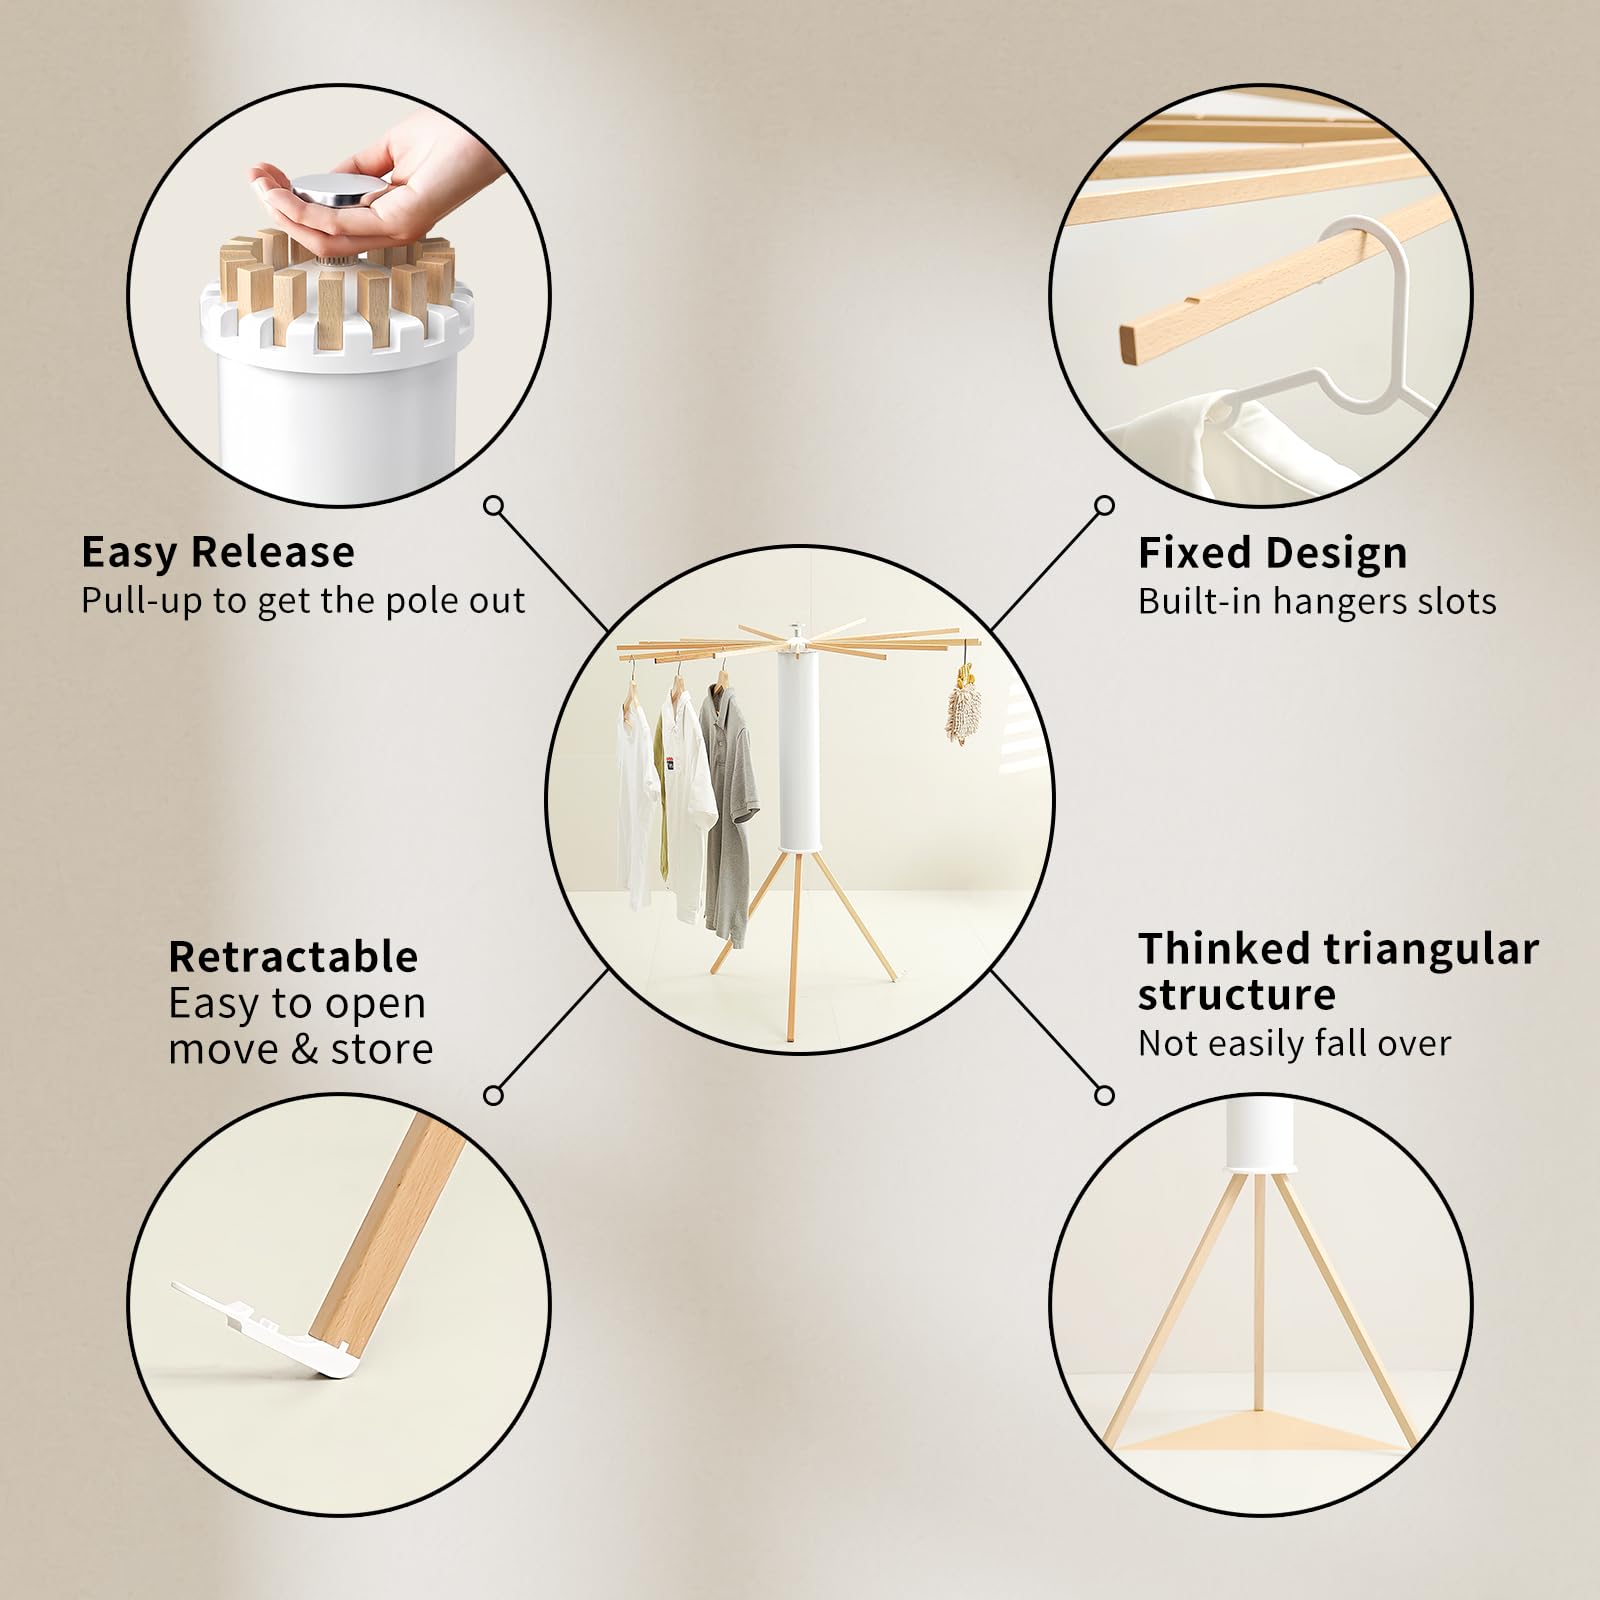 Easy Release
Pull-up to get the pole out
Fixed Design
Built-in hangers slots
Retractable
Easy to open
move & store
Thinked triangular
structure
Not easily fall over